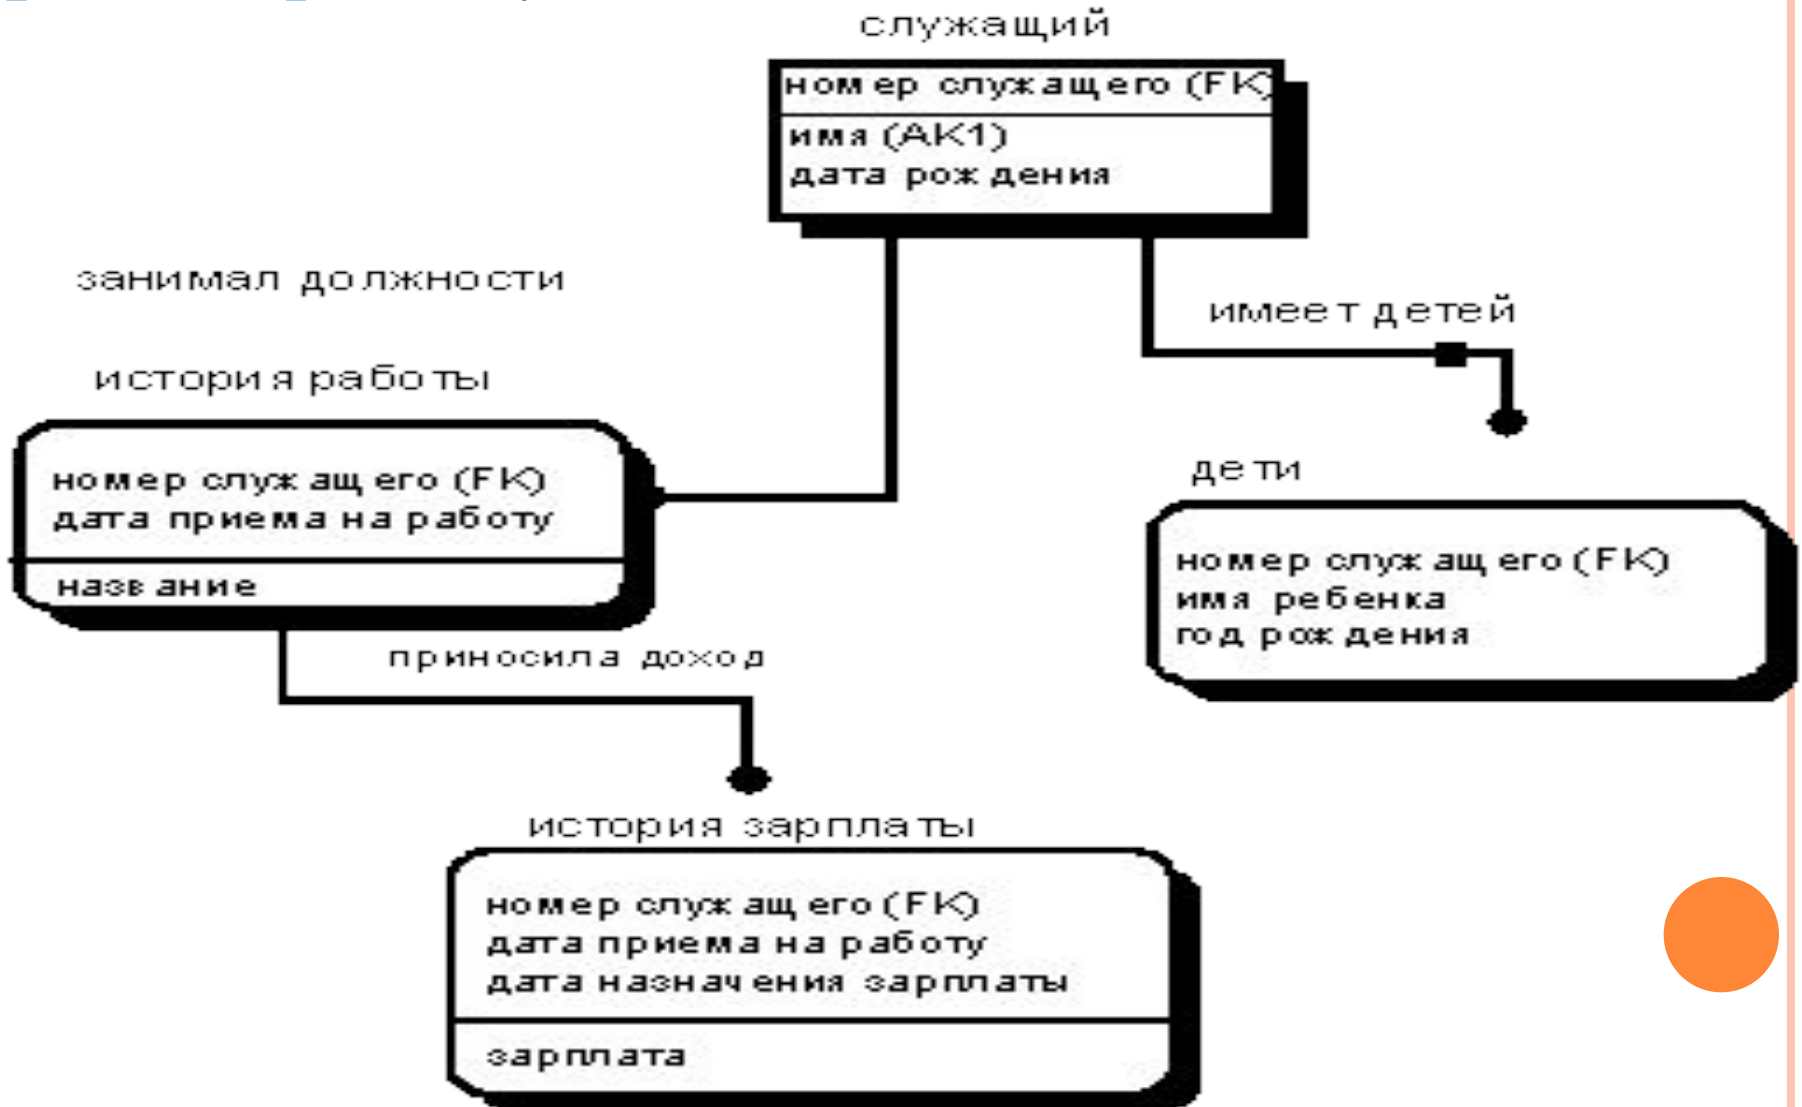 служащий
номер служащего (FK)
имя (AK1)
дата рождения
занимал должности
имеет детей
история работы
номер служащего (FK)
дата приема на работу
название
дети
номер служащего (FK)
имя ребенка
год рождения
приносила доход
история зарплаты
номер служащего (FK)
дата приема на работу
дата назначения зарплаты
зарплата